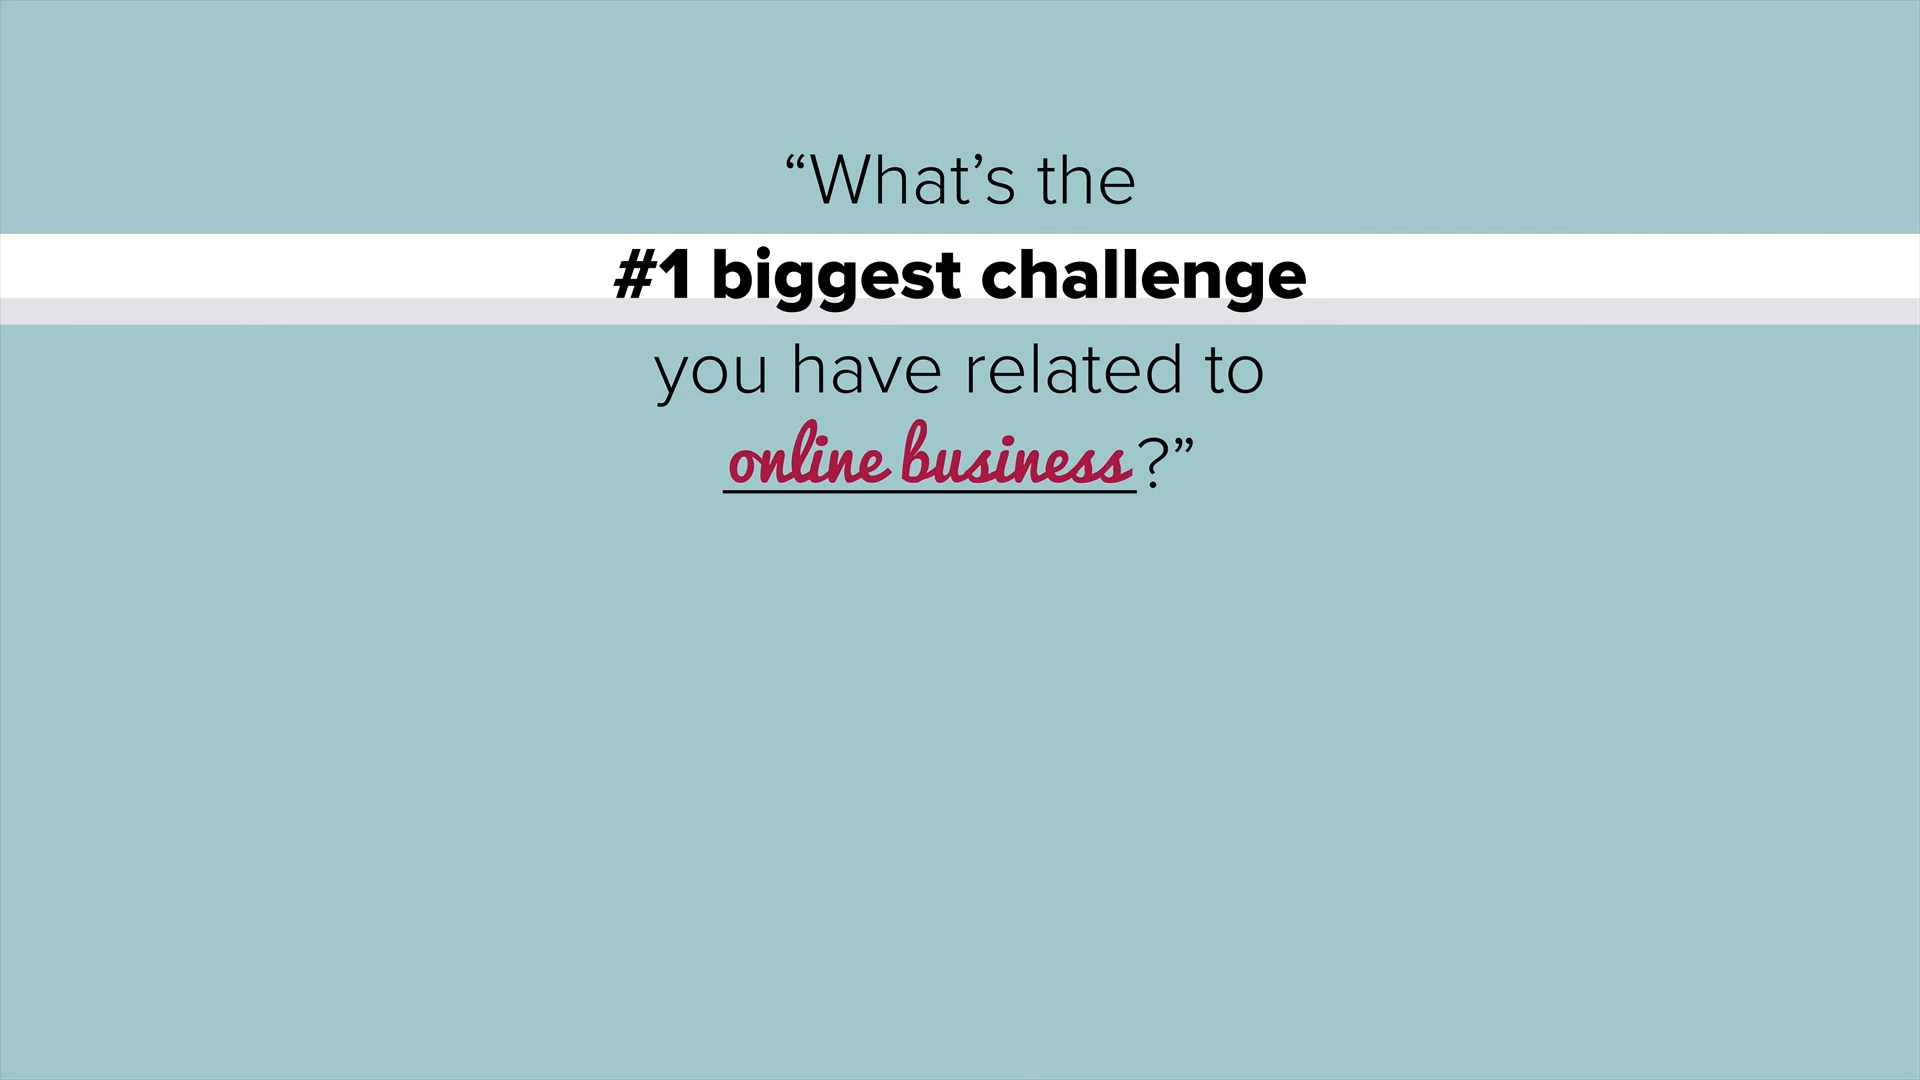 “What’s the
#1 biggest challenge
you have related to
online business?”